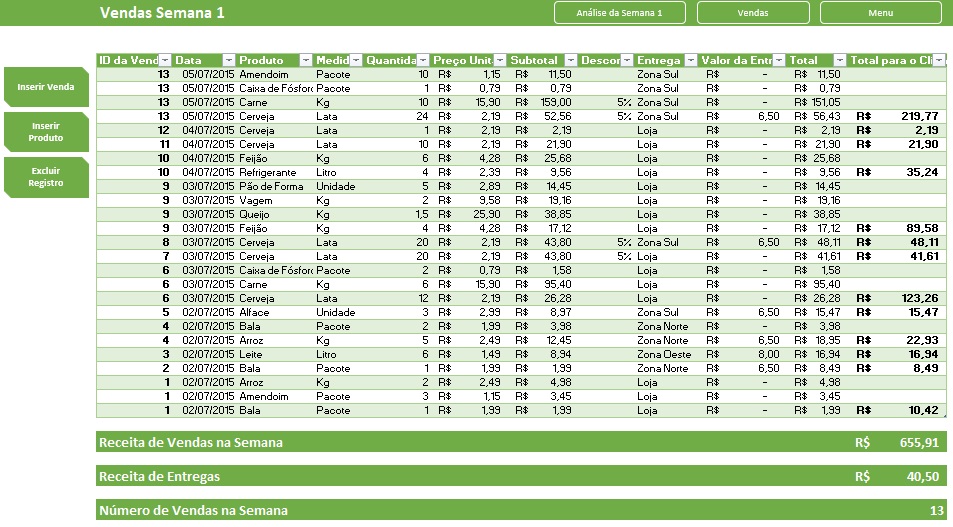 Vendas Semana 1 Análise da Semana 1 Vendas Menu
ID da Vend Data Produto Medid Quantida Preço Unit Subtotal Descor Entrega Valor da Entr Total Total para o Cli
13 05/07/2015 Amendoim Pacote 10 R$ 1,15 R$ 11,50 Zona Sul R$ - R$ 11,50
13 05/07/2015 Caixa de Fósforo Pacote 1 R$ 0,79 R$ 0,79 Zona Sul R$ - R$ 0,79
13 05/07/2015 Carne Kg 10 R$ 15,90 R$ 159,00 5% Zona Sul R$ - R$ 151,05
13 05/07/2015 Cerveja Lata 24 R$ 2,19 R$ 52,56 5% Zona Sul R$ 6,50 R$ 56,43 R$ 219,77
12 04/07/2015 Cerveja Lata 1 R$ 2,19 R$ 2,19 Loja R$ - R$ 2,19 R$ 2,19
11 04/07/2015 Cerveja Lata 10 R$ 2,19 R$ 21,90 Loja R$ - R$ 21,90 R$ 21,90
10 04/07/2015 Feijão Kg 6 R$ 4,28 R$ 25,68 Loja R$ - R$ 25,68
10 04/07/2015 Refrigerante Litro 4 R$ 2,39 R$ 9,56 Loja R$ - R$ 9,56 R$ 35,24
9 03/07/2015 Pão de Forma Unidade 5 R$ 2,89 R$ 14,45 Loja R$ - R$ 14,45
9 03/07/2015 Vagem Kg 2 R$ 9,58 R$ 19,16 Loja R$ - R$ 19,16
9 03/07/2015 Queijo Kg 1,5 R$ 25,90 R$ 38,85 Loja R$ - R$ 38,85
9 03/07/2015 Feijão Kg 4 R$ 4,28 R$ 17,12 Loja R$ - R$ 17,12 R$ 89,58
8 03/07/2015 Cerveja Lata 20 R$ 2,19 R$ 43,80 5% Zona Sul R$ 6,50 R$ 48,11 R$ 48,11
7 03/07/2015 Cerveja Lata 20 R$ 2,19 R$ 43,80 5% Loja R$ - R$ 41,61 R$ 41,61
6 03/07/2015 Caixa de Fósforo Pacote 2 R$ 0,79 R$ 1,58 Loja R$ - R$ 1,58
6 03/07/2015 Carne Kg 6 R$ 15,90 R$ 95,40 Loja R$ - R$ 95,40
6 03/07/2015 Cerveja Lata 12 R$ 2,19 R$ 26,28 Loja R$ - R$ 26,28 R$ 123,26
5 02/07/2015 Alface Unidade 3 R$ 2,99 R$ 8,97 Zona Sul R$ 6,50 R$ 15,47 R$ 15,47
4 02/07/2015 Bala Pacote 2 R$ 1,99 R$ 3,98 Zona Norte R$ - R$ 3,98
4 02/07/2015 Arroz Kg 5 R$ 2,49 R$ 12,45 Zona Norte R$ 6,50 R$ 18,95 R$ 22,93
3 02/07/2015 Leite Litro 6 R$ 1,49 R$ 8,94 Zona Oeste R$ 8,00 R$ 16,94 R$ 16,94
2 02/07/2015 Bala Pacote 1 R$ 1,99 R$ 1,99 Zona Norte R$ 6,50 R$ 8,49 R$ 8,49
1 02/07/2015 Arroz Kg 2 R$ 2,49 R$ 4,98 Loja R$ - R$ 4,98
1 02/07/2015 Amendoim Pacote 3 R$ 1,15 R$ 3,45 Loja R$ - R$ 3,45
1 02/07/2015 Bala Pacote 1 R$ 1,99 R$ 1,99 Loja R$ - R$ 1,99 R$ 10,42
Inserir Venda
Inserir
Produto
Excluir
Registro
Receita de Vendas na Semana R$ 655,91
Receita de Entregas R$ 40,50
Número de Vendas na Semana 13